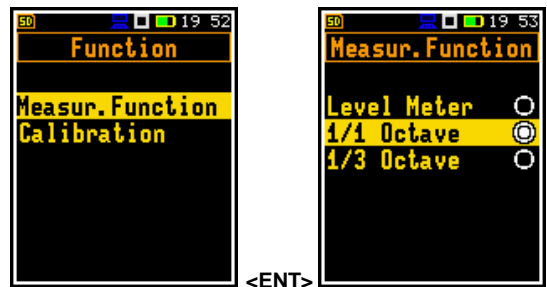 SD 19 52
Function
Measur.Function
Calibration
<ENT>
SD 19 53
Measur.Function
Level Meter
1/1 Octave
1/3 Octave